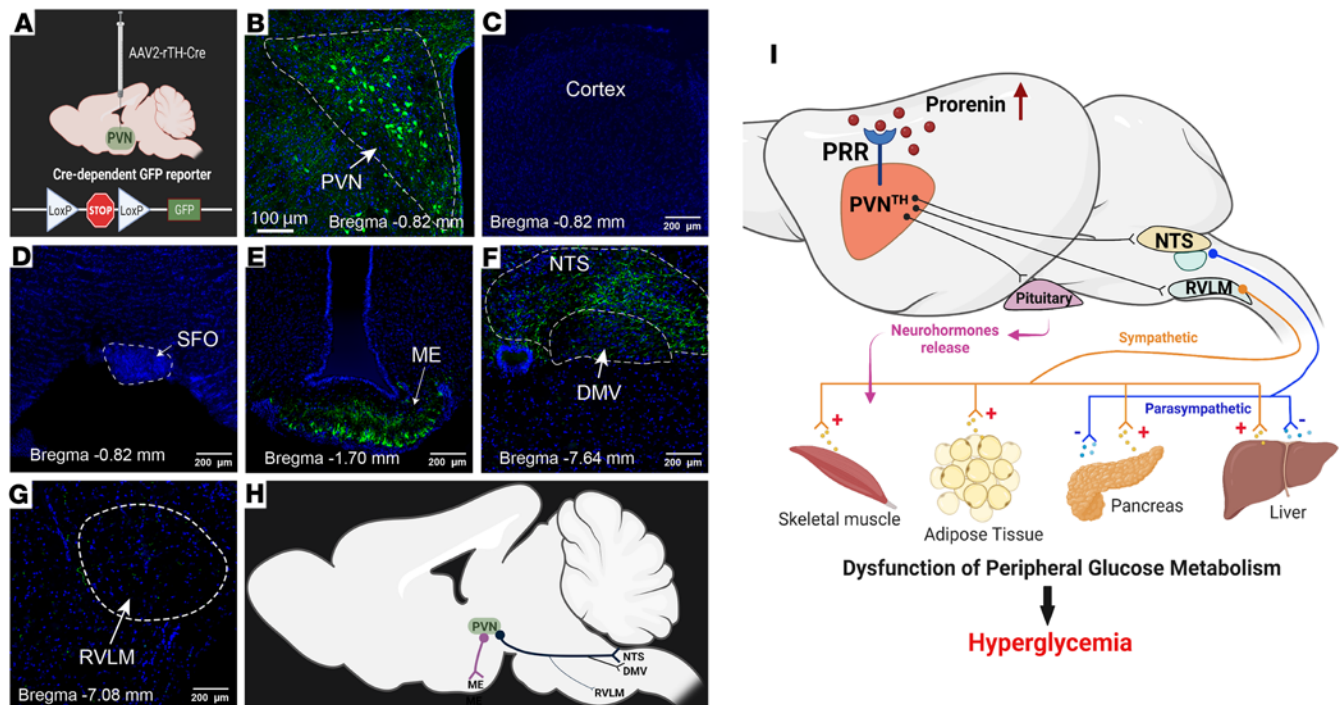 A
AAV2-rTH-Cre
PVN
Cre-dependent GFP reporter
LoxP STOP LoxP GFP
B
PVN
100 µm
Bregma -0.82 mm
C
Cortex
Bregma -0.82 mm
200 µm
D
SFO
Bregma -0.82 mm
200 µm
E
ME
Bregma -1.70 mm
200 µm
F
NTS
DMV
Bregma -7.64 mm
200 µm
G
RVLM
Bregma -7.08 mm
200 µm
H
PVN
NTS
DMV
ME
RVLM
ME
I
Prorenin
PRR
PVNTH
NTS
RVLM
Pituitary
Neurohormones
release
Sympathetic
Parasympathetic
+ + + + -
-
Skeletal muscle
Adipose Tissue
Pancreas
Liver
Dysfunction of Peripheral Glucose Metabolism
Hyperglycemia